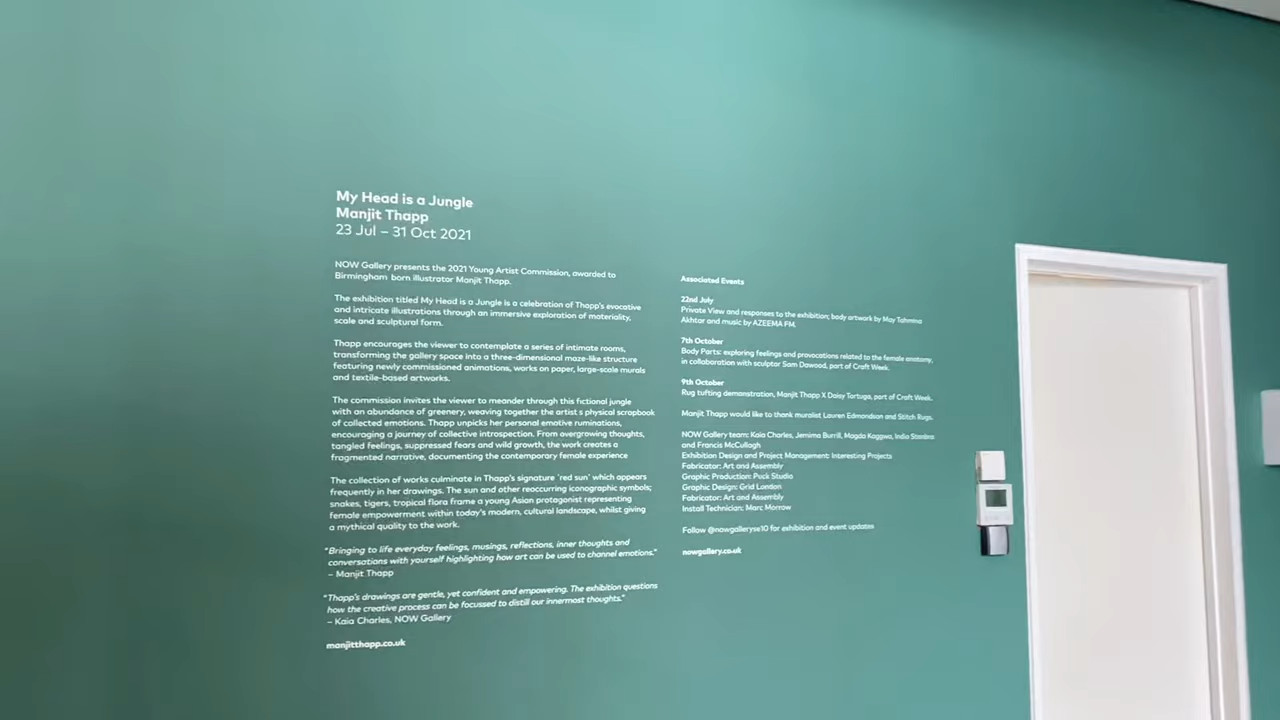 My Head is a Jungle
Manjit Thapp
23 Jul – 31 Oct 2021
NOW Gallery presents the 2021 Young Artist Commission, awarded to
Birmingham born illustrator Manjit Thapp.
The exhibition titled My Head is a Jungle is a celebration of Thapp's evocative
and intricate illustrations through an immersive exploration of materiality,
scale and sculptural form.
Thapp encourages the viewer to contemplate a series of intimate rooms,
transforming the gallery space into a three-dimensional maze-like structure
featuring newly commissioned animations, works on paper, large-scale murals
and textile-based artworks.
The commission invites the viewer to meander through this fictional jungle
with an abundance of greenery, weaving together the artist s physical scrapbook
of collected emotions. Thapp unpicks her personal emotive ruminations,
encouraging a journey of collective introspection. From overgrowing thoughts,
tangled feelings, suppressed fears and wild growth, the work creates a
fragmented narrative, documenting the contemporary female experience
The collection of works culminate in Thapp's signature 'red sun' which appears
frequently in her drawings. The sun and other reoccurring iconographic symbols;
snakes, tigers, tropical flora frame a young Asian protagonist representing
female empowerment within today's modern, cultural landscape, whilst giving
a mythical quality to the work.
"Bringing to life everyday feelings, musings, reflections, inner thoughts and
conversations with yourself highlighting how art can be used to channel emotions."
– Manjit Thapp
"Thapp's drawings are gentle, yet confident and empowering. The exhibition questions
how the creative process can be focussed to distill our innermost thoughts."
– Kaia Charles, NOW Gallery
manjitthapp.co.uk
Associated Events
22nd July
Private View and responses to the exhibition; body artwork by May Tahmina
Akhtar and music by AZEEMA FM.
7th October
Body Parts: exploring feelings and provocations related to the female anatomy,
in collaboration with sculptor Sam Dawood, part of Craft Week.
9th October
Rug tufting demonstration, Manjit Thapp X Daisy Tortuga, part of Craft Week.
Manjit Thapp would like to thank muralist Lauren Edmondson and Stitch Rugs.
NOW Gallery team: Kaia Charles, Jemima Burrill, Magda Kaggwa, India
and Francis McCullagh
Exhibition Design and Project Management: Interesting Projects
Fabricator: Art and Assembly
Graphic Production: Puck Studio
Graphic Design: Grid London
Fabricator: Art and Assembly
Install Technician: Marc Morrow
Follow @nowgalleryse10 for exhibition and event updates
nowgallery.co.uk